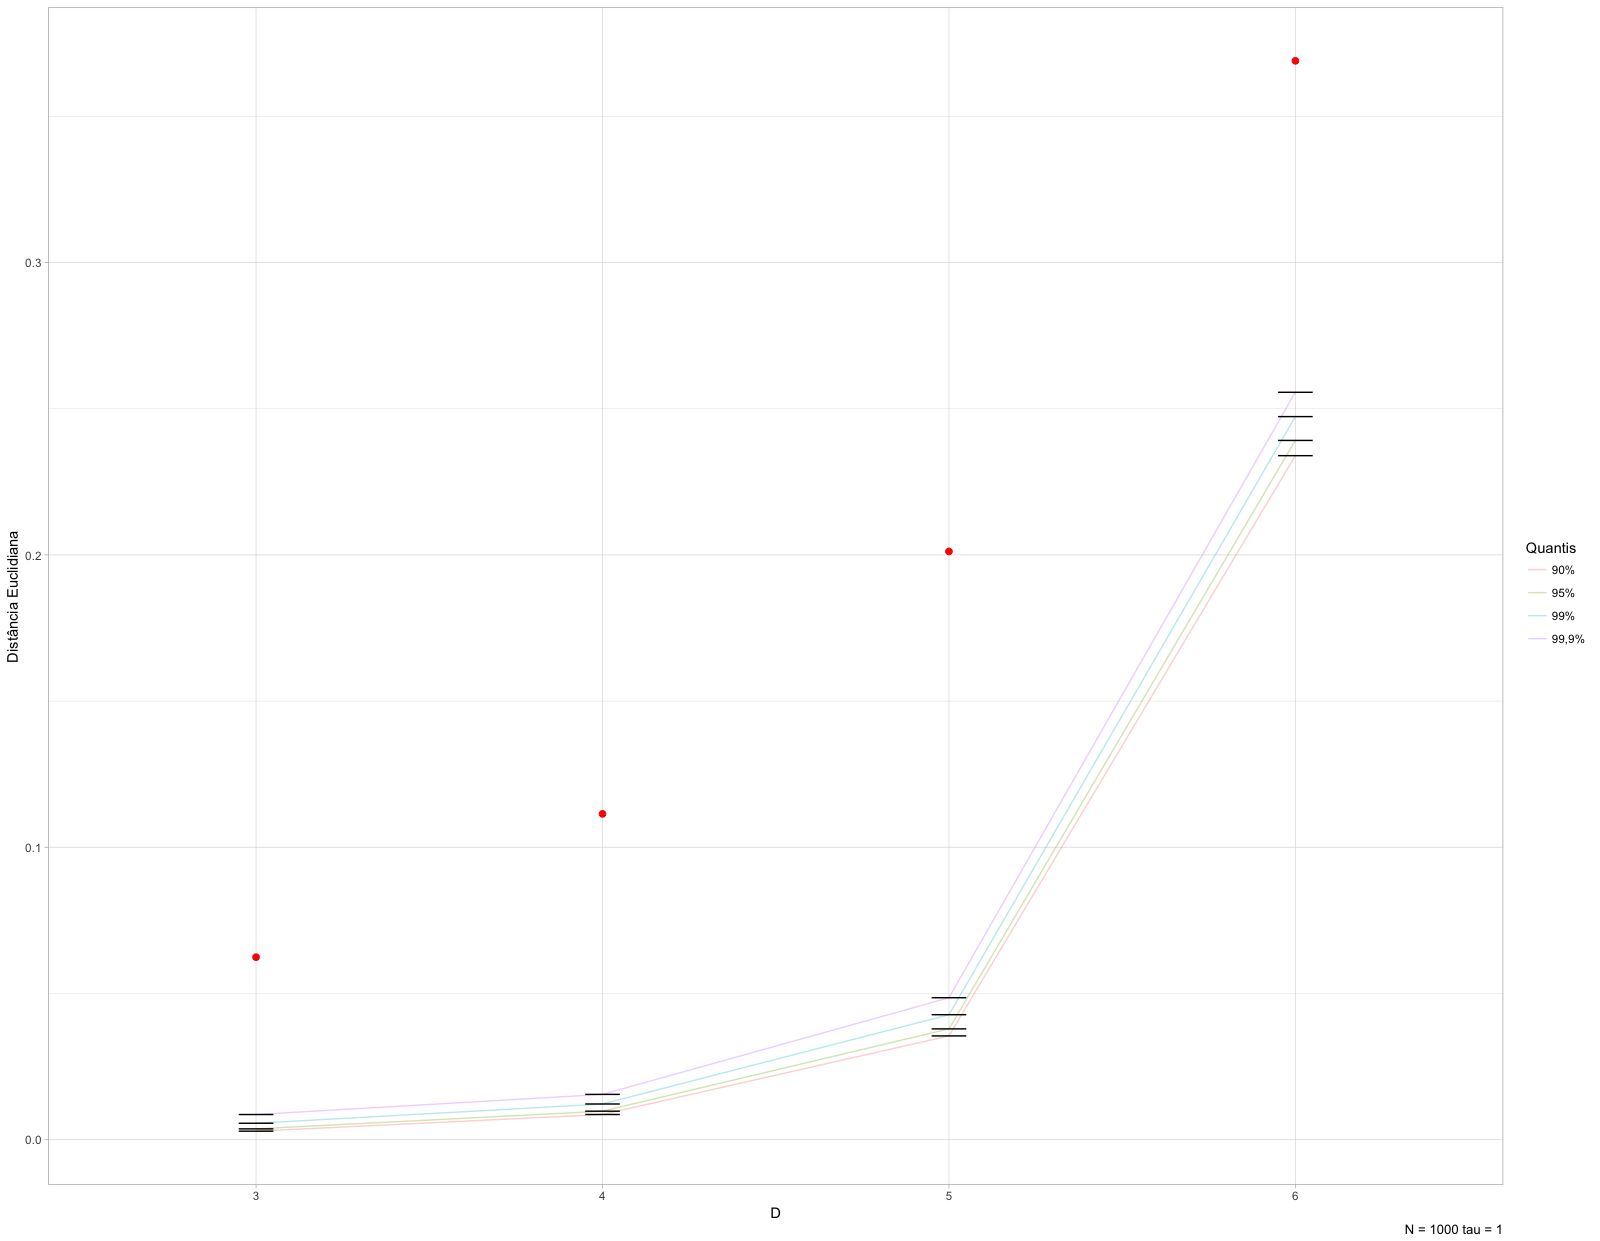 0.3
0.2
0.1
0.0
Distância Euclidiana
3 4 5 6
D
N = 1000 tau = 1
Quantis
90%
95%
99%
99,9%